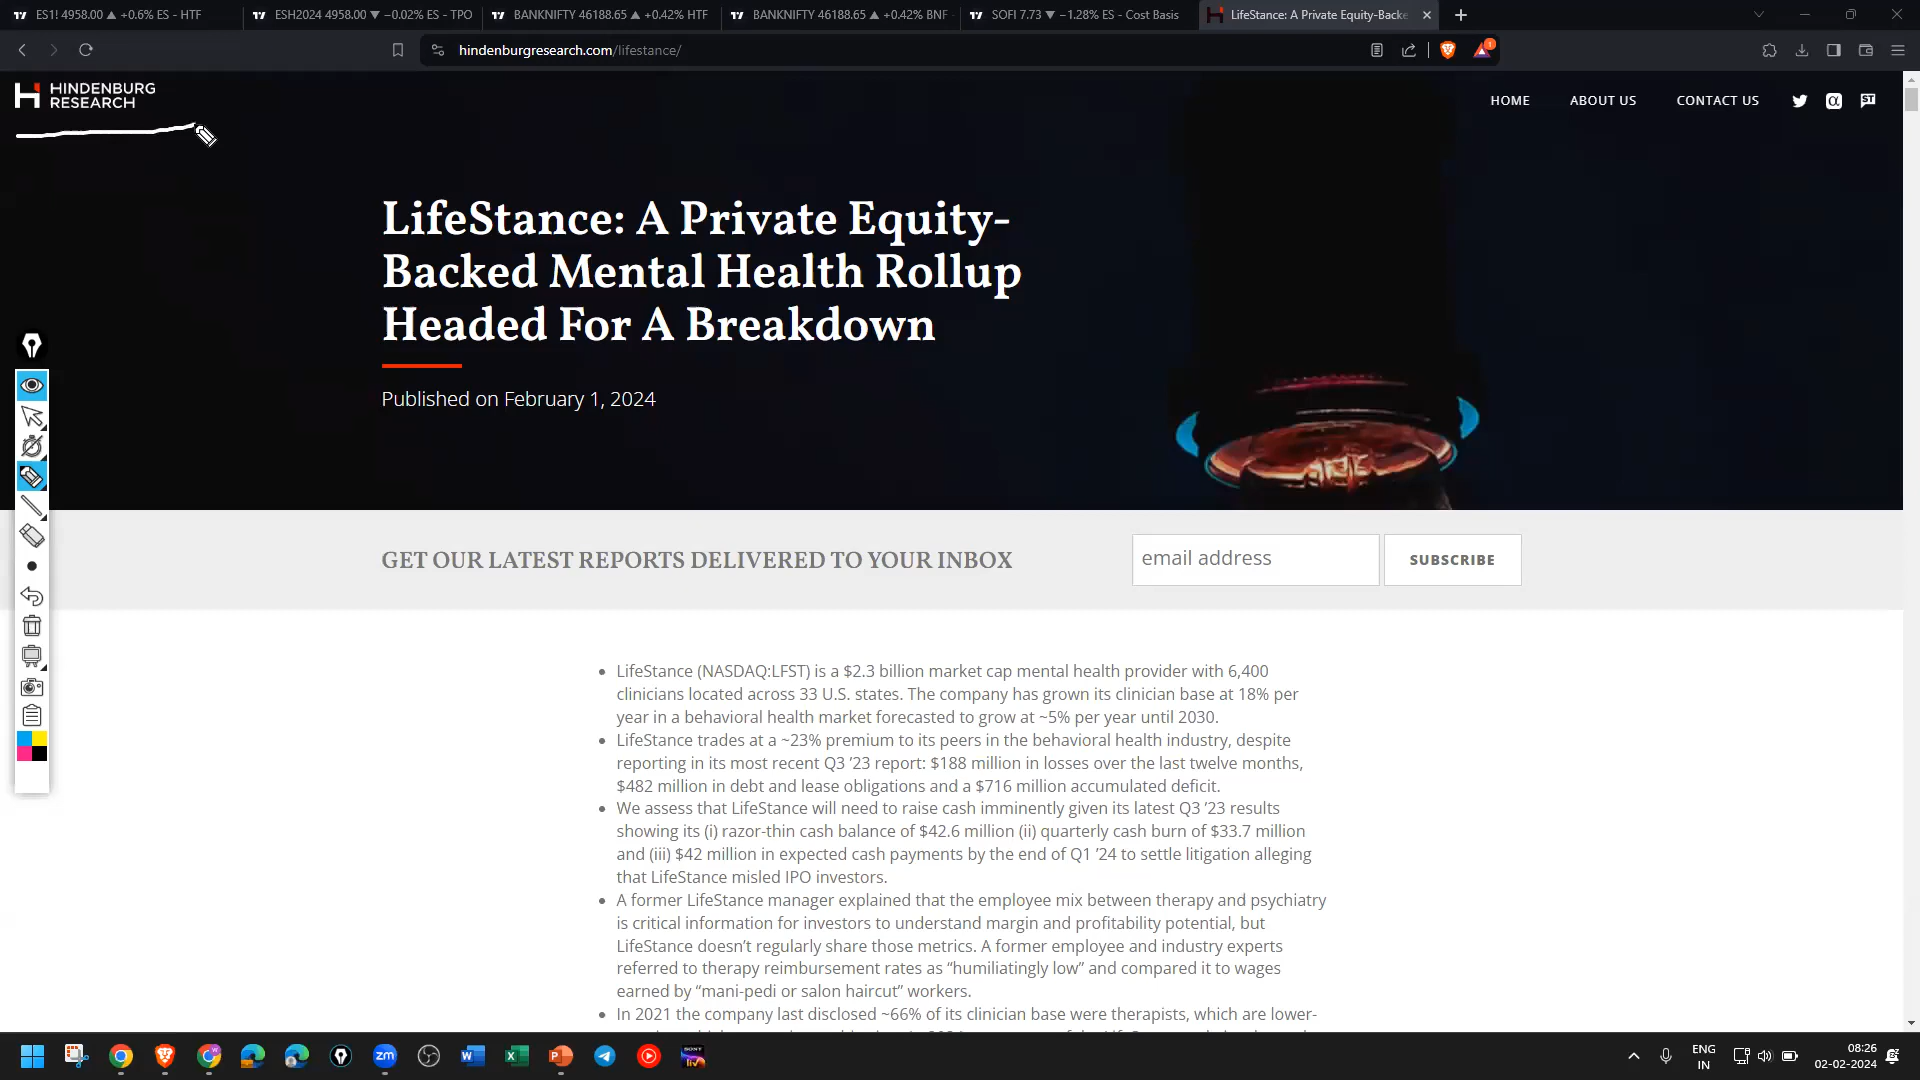 ES1! 4958.00 ▲ +0.6% ES - HTF
ESH2024 4958.00 ▼ −0.02% ES - TPO
BANKNIFTY 46188.65 ▲ +0.42% HTF
BANKNIFTY 46188.65 ▲ +0.42% BNF
SOFI 7.73 ▼ −1.28% ES - Cost Basis
LifeStance: A Private Equity-Backe
hindenburgresearch.com/lifestance/
1
HINDENBURG
RESEARCH
HOME
ABOUT US
CONTACT US
α
ST
LifeStance: A Private Equity-
Backed Mental Health Rollup
Headed For A Breakdown
Published on February 1, 2024
GET OUR LATEST REPORTS DELIVERED TO YOUR INBOX
email address
SUBSCRIBE
• LifeStance (NASDAQ:LFST) is a $2.3 billion market cap mental health provider with 6,400
clinicians located across 33 U.S. states. The company has grown its clinician base at 18% per
year in a behavioral health market forecasted to grow at ~5% per year until 2030.
• LifeStance trades at a ~23% premium to its peers in the behavioral health industry, despite
reporting in its most recent Q3 ’23 report: $188 million in losses over the last twelve months,
$482 million in debt and lease obligations and a $716 million accumulated deficit.
• We assess that LifeStance will need to raise cash imminently given its latest Q3 ’23 results
showing its (i) razor-thin cash balance of $42.6 million (ii) quarterly cash burn of $33.7 million
and (iii) $42 million in expected cash payments by the end of Q1 ’24 to settle litigation alleging
that LifeStance misled IPO investors.
• A former LifeStance manager explained that the employee mix between therapy and psychiatry
is critical information for investors to understand margin and profitability potential, but
LifeStance doesn’t regularly share those metrics. A former employee and industry experts
referred to therapy reimbursement rates as “humiliatingly low” and compared it to wages
earned by “mani-pedi or salon haircut” workers.
• In 2021 the company last disclosed ~66% of its clinician base were therapists, which are lower-
zm
ENG
IN
08:26
02-02-2024